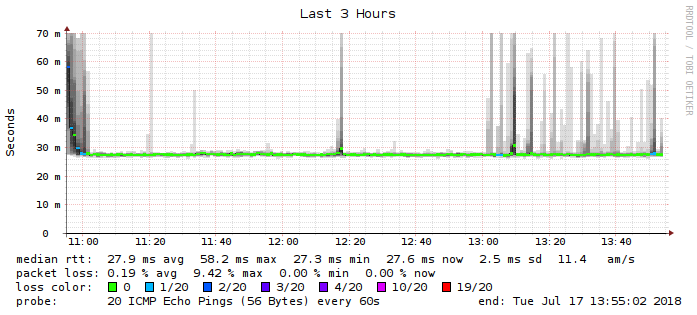 Last 3 Hours
RRDTOOL / TOBI OETIKER
Seconds
70 m
60 m
50 m
40 m
30 m
20 m
10 m
0
11:00 11:20 11:40 12:00 12:20 12:40 13:00 13:20 13:40
median rtt: 27.9 ms avg 58.2 ms max 27.3 ms min 27.6 ms now 2.5 ms sd 11.4 am/s
packet loss: 0.19 % avg 9.42 % max 0.00 % min 0.00 % now
loss color: 0 1/20 2/20 3/20 4/20 10/20 19/20
probe: 20 ICMP Echo Pings (56 Bytes) every 60s end: Tue Jul 17 13:55:02 2018